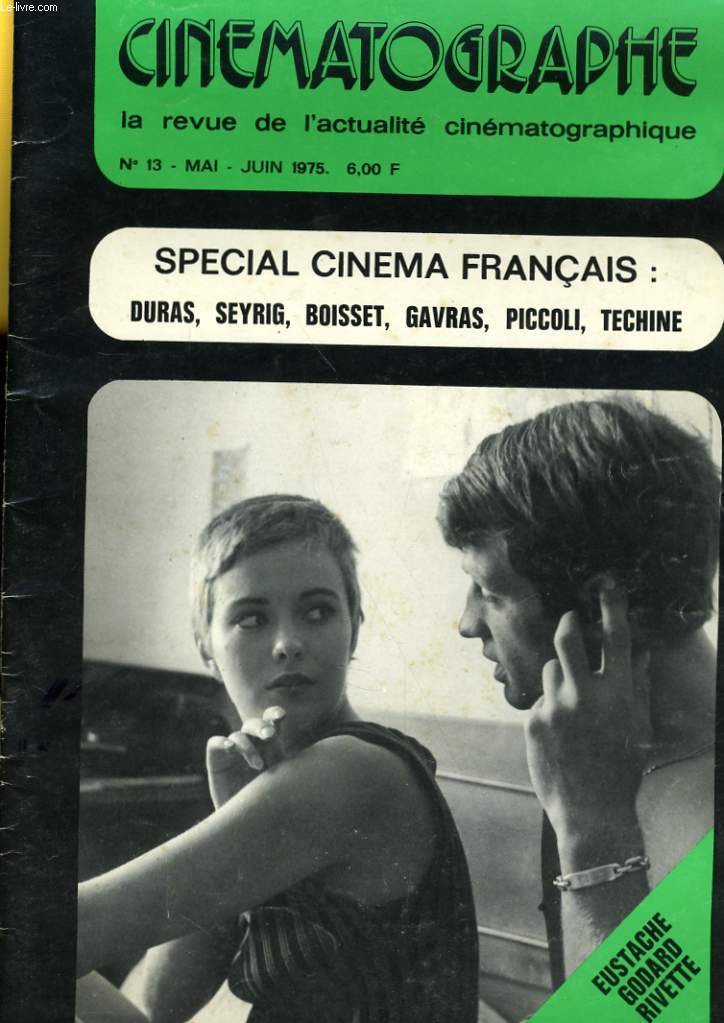 Le-livre.com
CINEMATOGRAPHE
la revue de l'actualité cinématographique
N° 13 - MAI - JUIN 1975. 6,00 F
SPECIAL CINEMA FRANÇAIS :
DURAS, SEYRIG, BOISSET, GAVRAS, PICCOLI, TECHINE
EUSTACHE
GODARD
RIVETTE